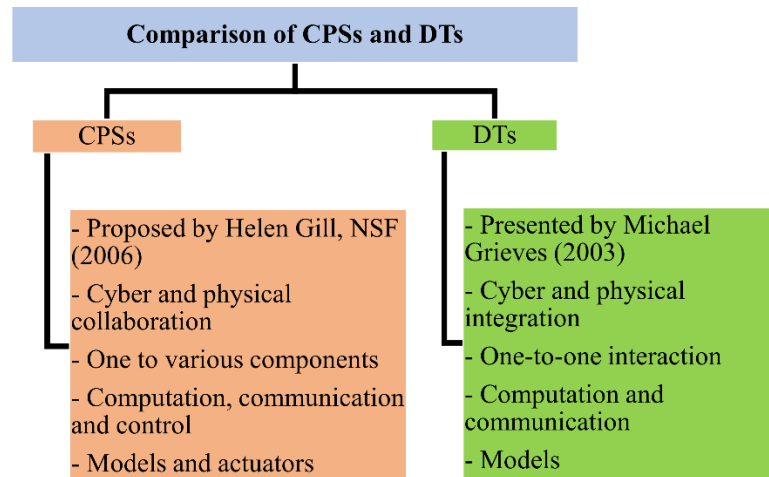 Comparison of CPSs and DTs
CPSs
- Proposed by Helen Gill, NSF
(2006)
- Cyber and physical
collaboration
- One to various components
- Computation, communication
and control
- Models and actuators
DTs
- Presented by Michael
Grieves (2003)
- Cyber and physical
integration
- One-to-one interaction
- Computation and
communication
- Models